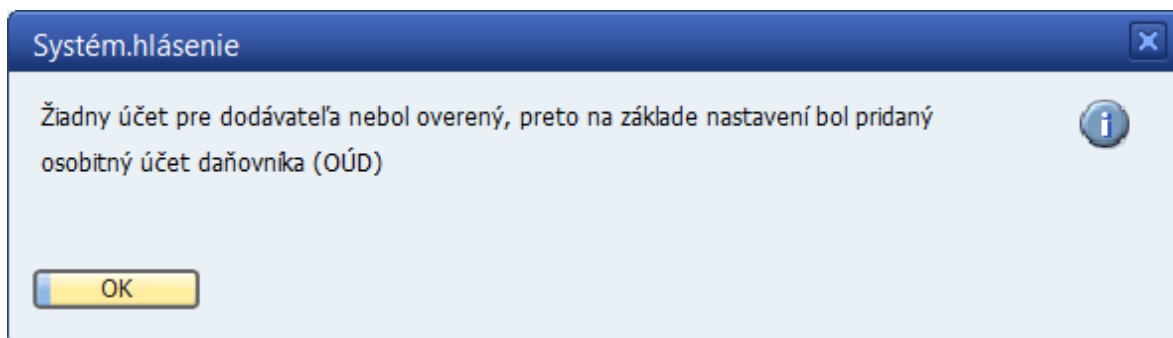 Systém.hlásenie
Žiadny účet pre dodávateľa nebol overený, preto na základe nastavení bol pridaný
osobitný účet daňovníka (OÚD)
OK